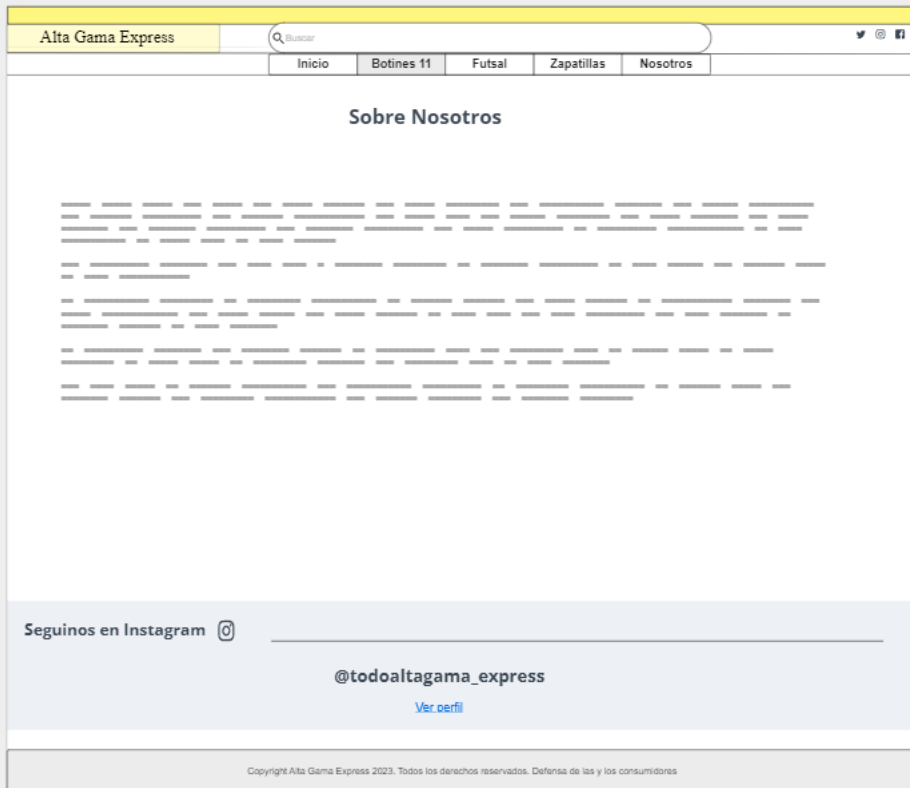 Alta Gama Express
Buscar
Inicio Botines 11 Futsal Zapatillas Nosotros
Sobre Nosotros
Seguinos en Instagram
@todoaltagama_express
Ver perfil
Copyright Alta Gama Express 2023. Todos los derechos reservados. Defensa de las y los consumidores